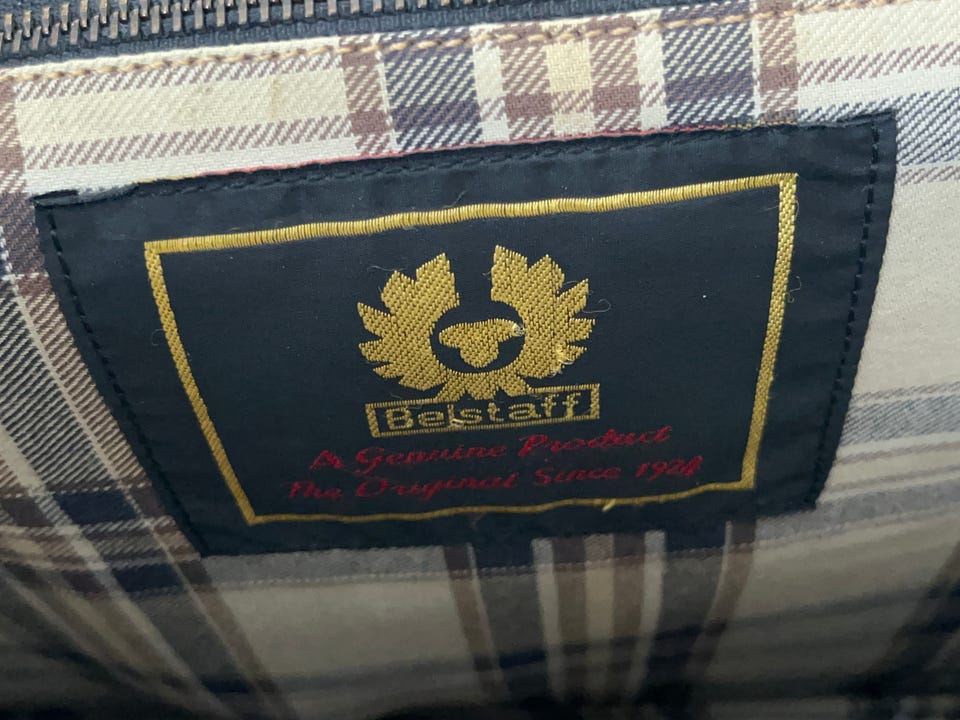 Belstaff
A Genuine Product
The Original Since 1924